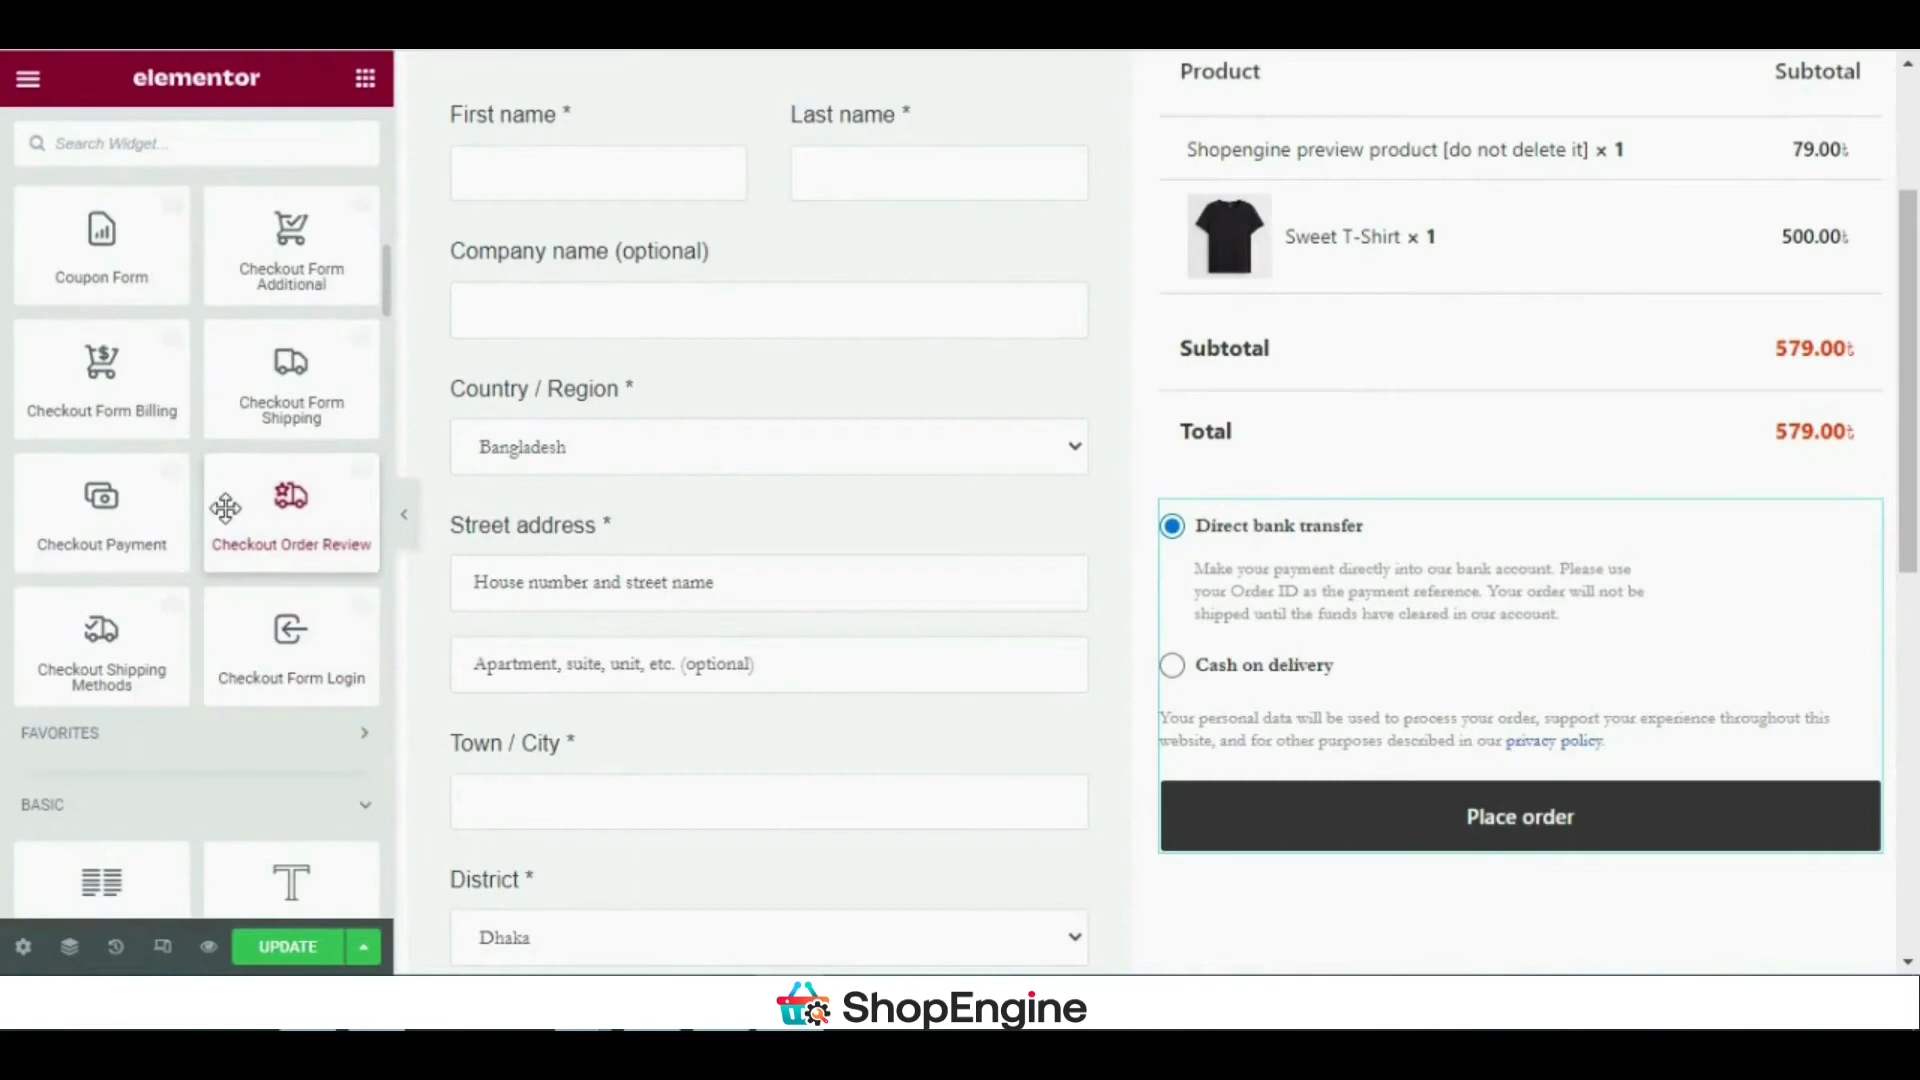 elementor
Search Widget...
Coupon Form
Checkout Form
Additional
Checkout Form Billing
Checkout Form
Shipping
Checkout Payment
Checkout Order Review
Checkout Shipping
Methods
Checkout Form Login
FAVORITES
BASIC
UPDATE
First name *
Last name *
Company name (optional)
Country / Region *
Bangladesh
Street address *
House number and street name
Apartment, suite, unit, etc. (optional)
Town / City *
District *
Dhaka
Product Subtotal
Shopengine preview product [do not delete it] × 1 79.00৳
Sweet T-Shirt × 1 500.00৳
Subtotal 579.00৳
Total 579.00৳
Direct bank transfer
Make your payment directly into our bank account. Please use
your Order ID as the payment reference. Your order will not be
shipped until the funds have cleared in our account.
Cash on delivery
Your personal data will be used to process your order, support your experience throughout this
website, and for other purposes described in our privacy policy.
Place order
ShopEngine